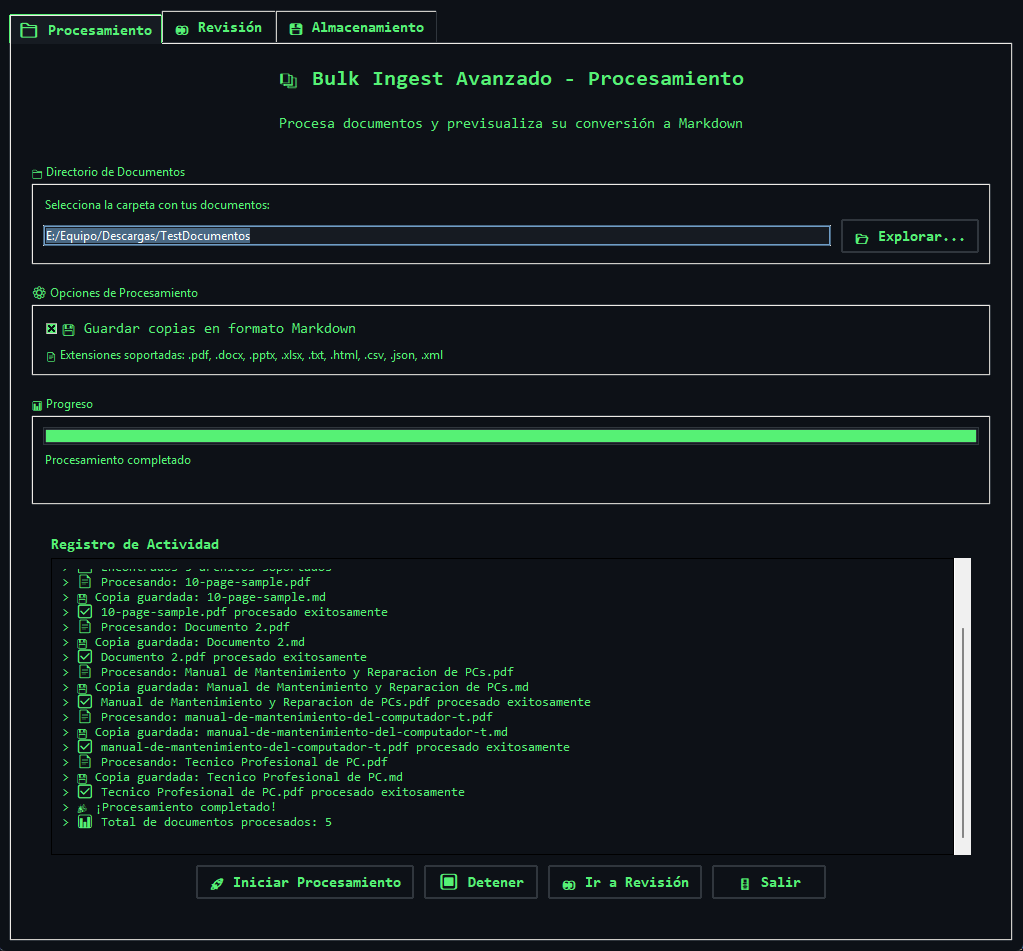 Procesamiento
Revisión
Almacenamiento
Bulk Ingest Avanzado - Procesamiento
Procesa documentos y previsualiza su conversión a Markdown
Directorio de Documentos
Selecciona la carpeta con tus documentos:
E:/Equipo/Descargas/TestDocumentos
Explorar...
Opciones de Procesamiento
Guardar copias en formato Markdown
Extensiones soportadas: .pdf, .docx, .pptx, .xlsx, .txt, .html, .csv, .json, .xml
Progreso
Procesamiento completado
Registro de Actividad
> Encontrados 5 archivos soportados
> Procesando: 10-page-sample.pdf
> Copia guardada: 10-page-sample.md
> 10-page-sample.pdf procesado exitosamente
> Procesando: Documento 2.pdf
> Copia guardada: Documento 2.md
> Documento 2.pdf procesado exitosamente
> Procesando: Manual de Mantenimiento y Reparacion de PCs.pdf
> Copia guardada: Manual de Mantenimiento y Reparacion de PCs.md
> Manual de Mantenimiento y Reparacion de PCs.pdf procesado exitosamente
> Procesando: manual-de-mantenimiento-del-computador-t.pdf
> Copia guardada: manual-de-mantenimiento-del-computador-t.md
> manual-de-mantenimiento-del-computador-t.pdf procesado exitosamente
> Procesando: Tecnico Profesional de PC.pdf
> Copia guardada: Tecnico Profesional de PC.md
> Tecnico Profesional de PC.pdf procesado exitosamente
> ¡Procesamiento completado!
> Total de documentos procesados: 5
Iniciar Procesamiento
Detener
Ir a Revisión
Salir